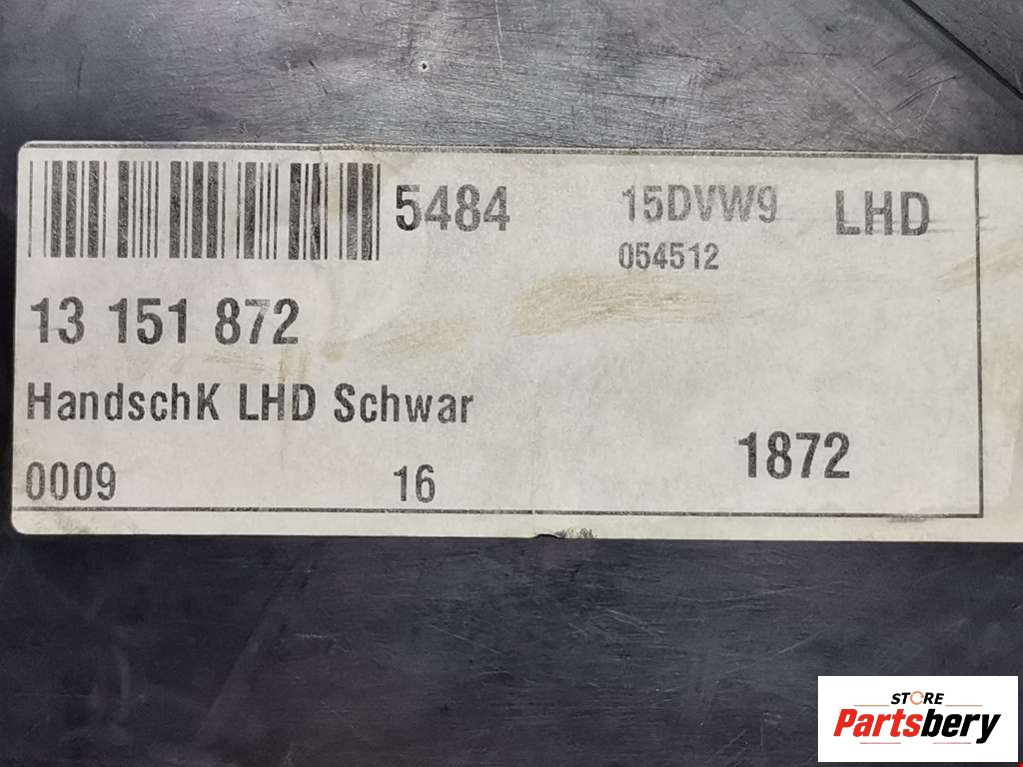 5484 15DVW9 LHD
054512
13 151 872
HandschK LHD Schwar
1872
0009 16
STORE
Partsbery